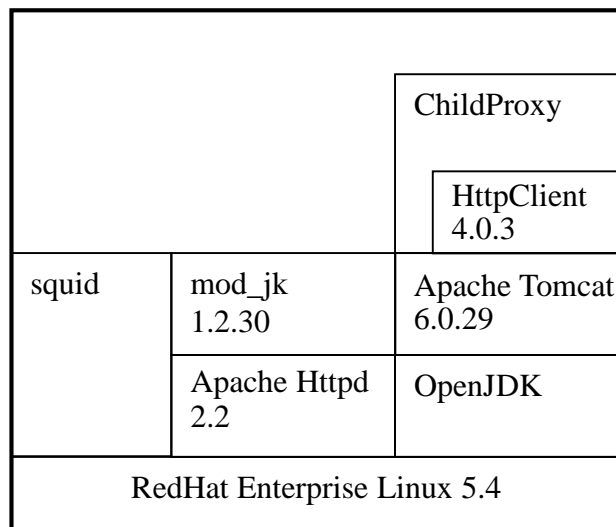 ChildProxy
HttpClient
4.0.3
squid
mod_jk
1.2.30
Apache Tomcat
6.0.29
Apache Httpd
2.2
OpenJDK
RedHat Enterprise Linux 5.4